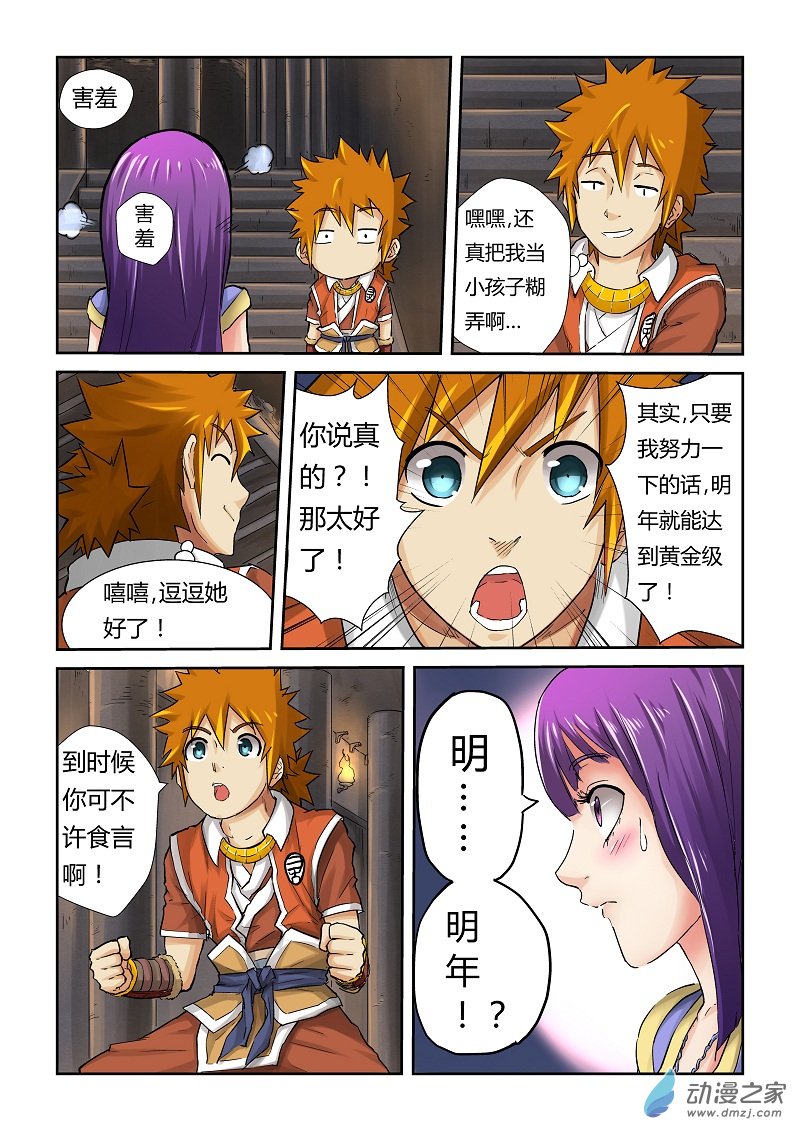 害羞
害
羞
嘿嘿，还
真把我当
小孩子糊
弄啊…
嘻嘻，逗逗她
好了！
你说真
的？！
那太好
了！
其实，只要
我努力一
下的话，明
年就能达
到黄金级
了！
到时候
你可不
许食言
啊！
明
……
明
年
！？
动漫之家
www.dmzj.com